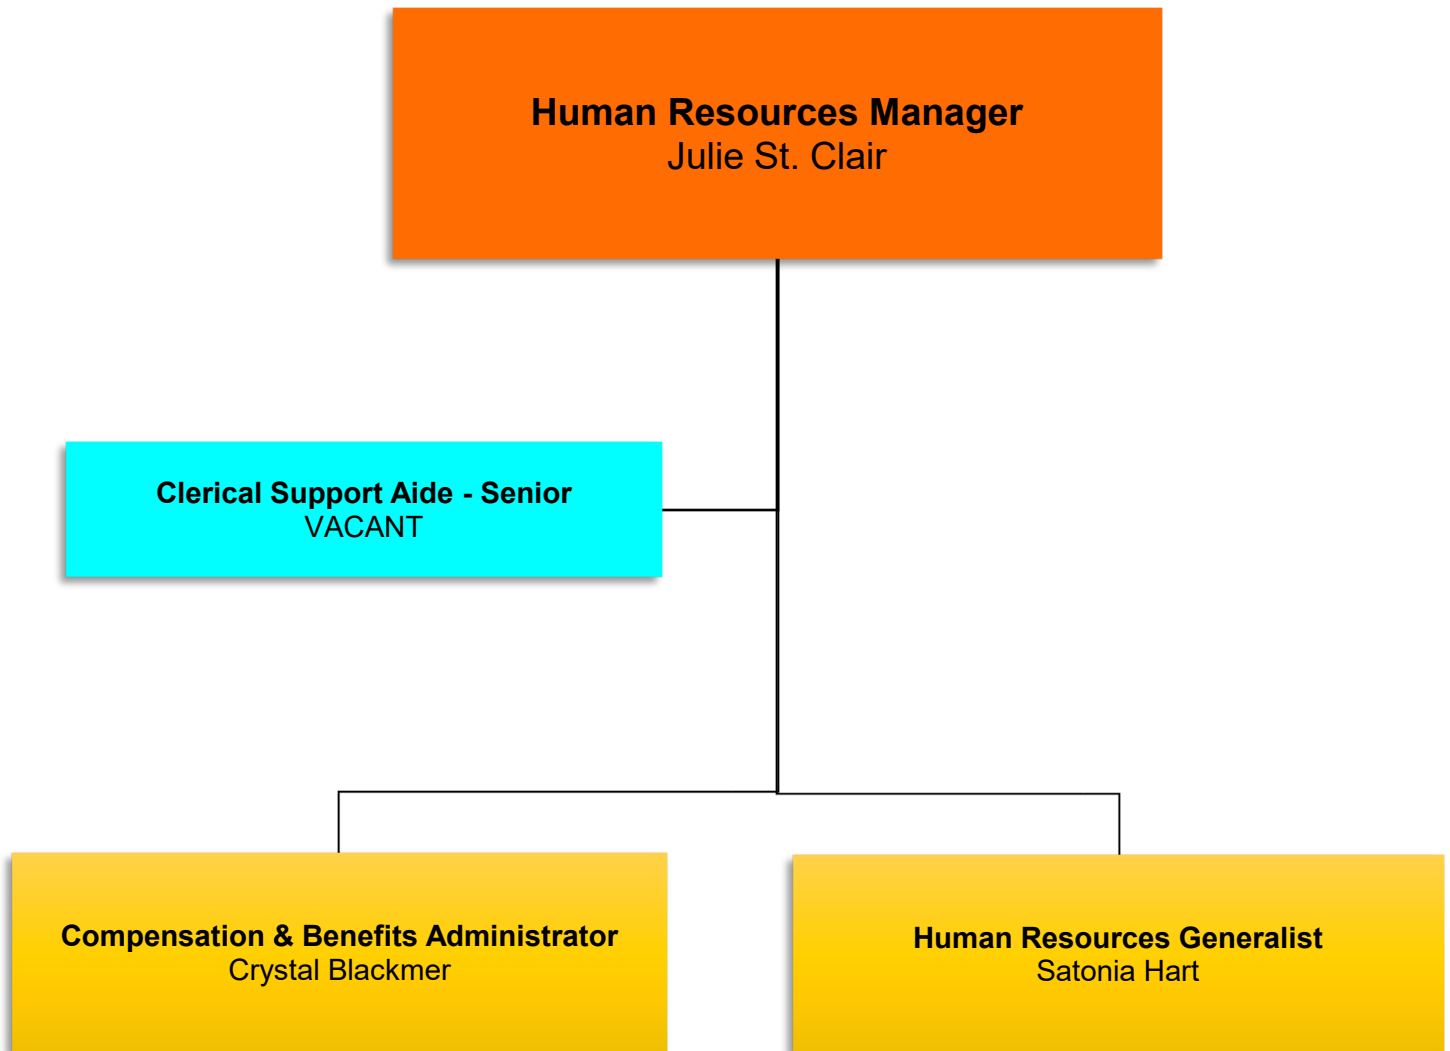 Human Resources Manager
Julie St. Clair
Clerical Support Aide - Senior
VACANT
Compensation & Benefits Administrator
Crystal Blackmer
Human Resources Generalist
Satonia Hart